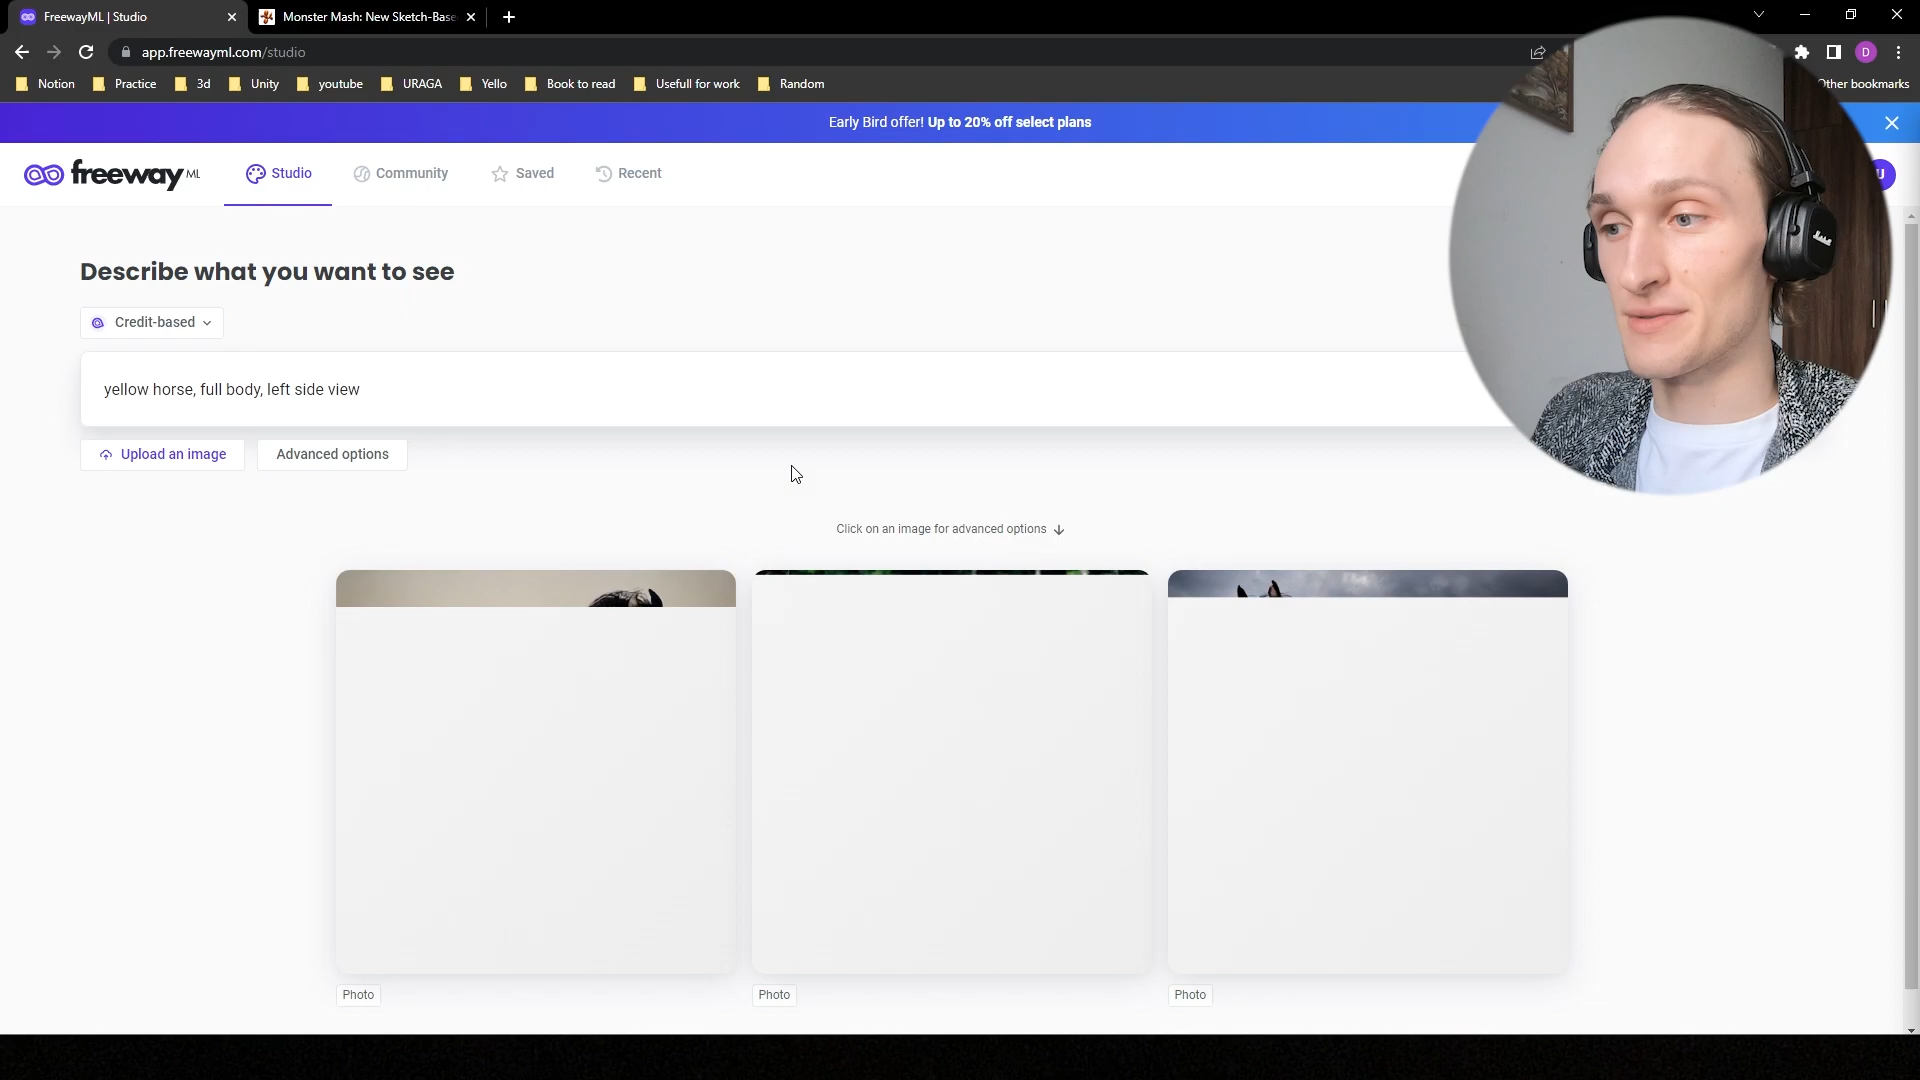 FreewayML | Studio
Monster Mash: New Sketch-Base
app.freewayml.com/studio
D
Notion
Practice
3d
Unity
youtube
URAGA
Yello
Book to read
Usefull for work
Random
Other bookmarks
Early Bird offer! Up to 20% off select plans
freeway ML
Studio
Community
Saved
Recent
U
Describe what you want to see
Credit-based
yellow horse, full body, left side view
Upload an image
Advanced options
Click on an image for advanced options
Photo
Photo
Photo